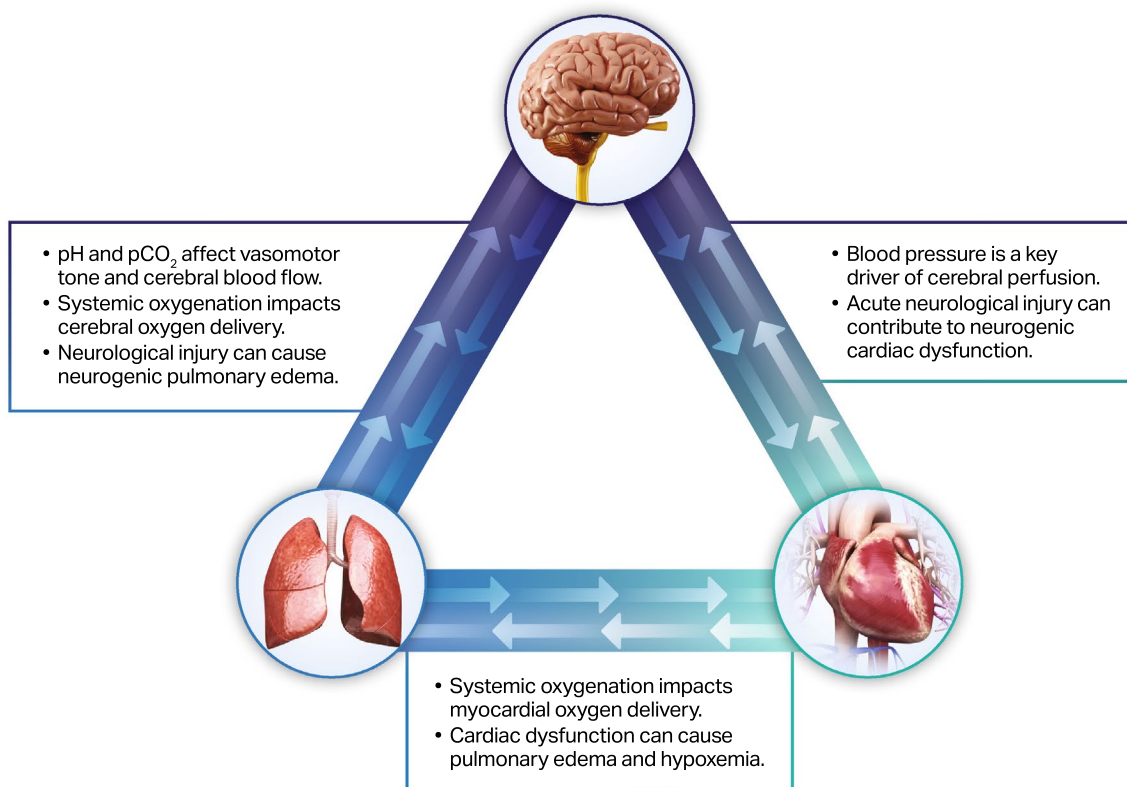 • pH and pCO₂ affect vasomotor
tone and cerebral blood flow.
• Systemic oxygenation impacts
cerebral oxygen delivery.
• Neurological injury can cause
neurogenic pulmonary edema.
• Blood pressure is a key
driver of cerebral perfusion.
• Acute neurological injury can
contribute to neurogenic
cardiac dysfunction.
• Systemic oxygenation impacts
myocardial oxygen delivery.
• Cardiac dysfunction can cause
pulmonary edema and hypoxemia.